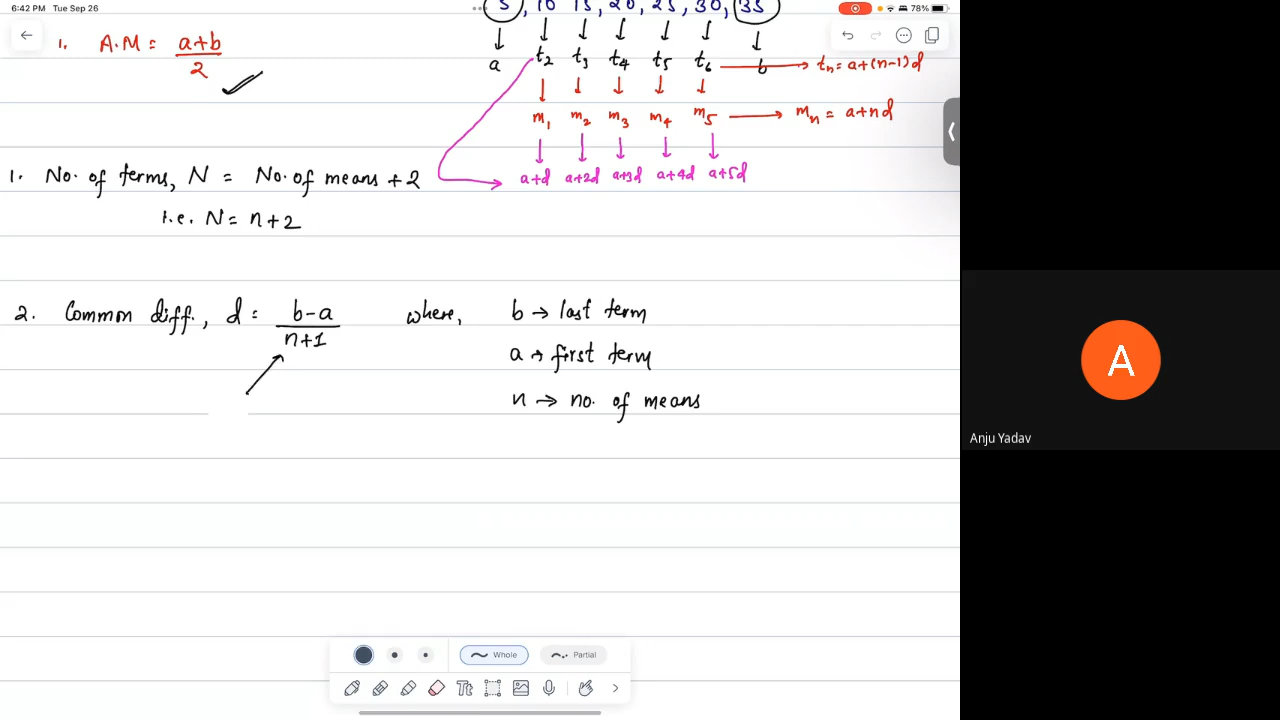 6:42 PM Tue Sep 26
78%
5, 10 15, 20, 25, 30, 35
1. A.M = a+b / 2
a t2 t3 t4 t5 t6 b → tn = a+(n-1)d
m1 m2 m3 m4 m5 → mn = a+nd
a+d a+2d a+3d a+4d a+5d
1. No. of terms, N = No. of means + 2
i.e. N = n+2
2. Common diff., d = b-a / n+1 where, b → last term
a → first term
n → no. of means
A
Anju Yadav
Whole Partial
Tt